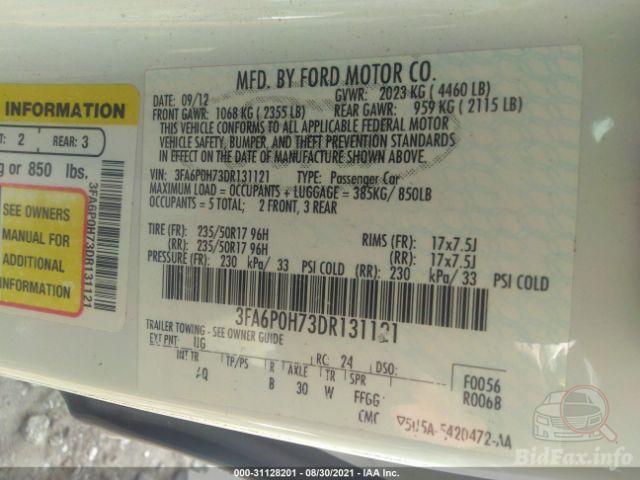 INFORMATION
T: 2 REAR: 3
g or 850 lbs.
SEE OWNERS
MANUAL FOR
ADDITIONAL
INFORMATION
3FA6P0H73DR131121
MFD. BY FORD MOTOR CO.
DATE: 09/12 GVWR: 2023 KG ( 4460 LB)
FRONT GAWR: 1068 KG ( 2355 LB) REAR GAWR: 959 KG ( 2115 LB)
THIS VEHICLE CONFORMS TO ALL APPLICABLE FEDERAL MOTOR
VEHICLE SAFETY, BUMPER, AND THEFT PREVENTION STANDARDS
IN EFFECT ON THE DATE OF MANUFACTURE SHOWN ABOVE.
VIN: 3FA6P0H73DR131121 TYPE: Passenger Car
MAXIMUM LOAD = OCCUPANTS + LUGGAGE = 385KG/ 850LB
OCCUPANTS = 5 TOTAL; 2 FRONT, 3 REAR
TIRE (FR): 235/50R17 96H RIMS (FR): 17x7.5J
(RR): 235/50R17 96H (RR): 17x7.5J
PRESSURE (FR): 230 kPa/ 33 PSI COLD (RR): 230 kPa/ 33 PSI COLD
3FA6P0H73DR131121
TRAILER TOWING - SEE OWNER GUIDE
EXT PNT: UG RC: 24 DSO:
INT TR TP/PS R AXLE TR SPR
B 30 W FFGG
F0056
R0068
CMC
000-31128201 - 08/30/2021 - IAA Inc.
BidFax.info